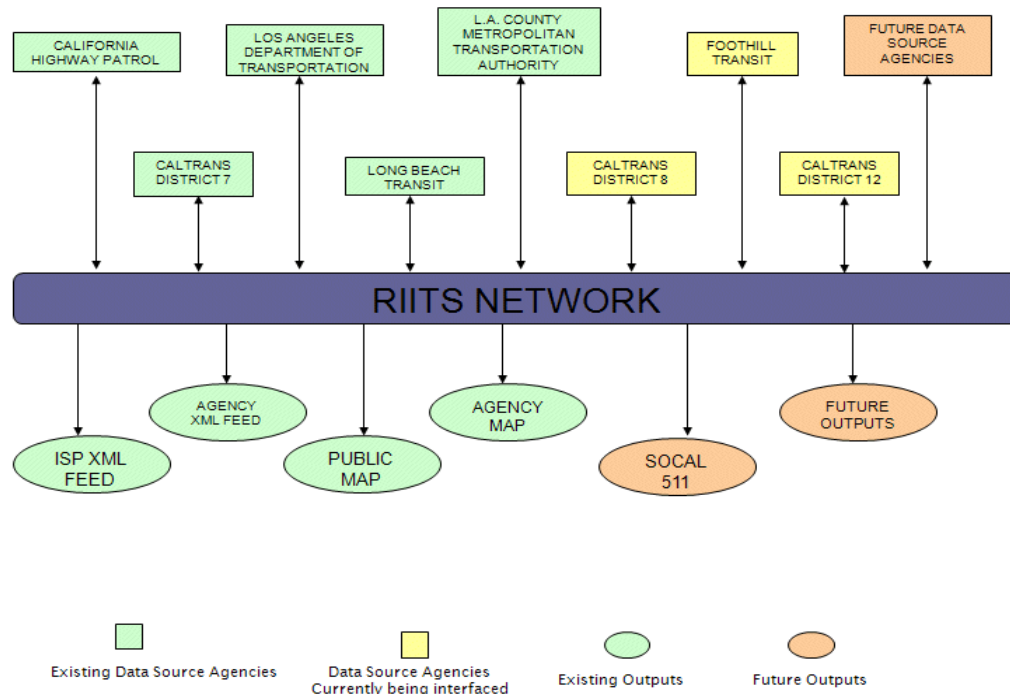 CALIFORNIA
HIGHWAY PATROL
LOS ANGELES
DEPARTMENT OF
TRANSPORTATION
L.A. COUNTY
METROPOLITAN
TRANSPORTATION
AUTHORITY
FOOTHILL
TRANSIT
FUTURE DATA
SOURCE
AGENCIES
CALTRANS
DISTRICT 7
LONG BEACH
TRANSIT
CALTRANS
DISTRICT 8
CALTRANS
DISTRICT 12
RIITS NETWORK
ISP XML
FEED
AGENCY
XML FEED
PUBLIC
MAP
AGENCY
MAP
SOCAL
511
FUTURE
OUTPUTS
Existing Data Source Agencies
Data Source Agencies
Currently being interfaced
Existing Outputs
Future Outputs